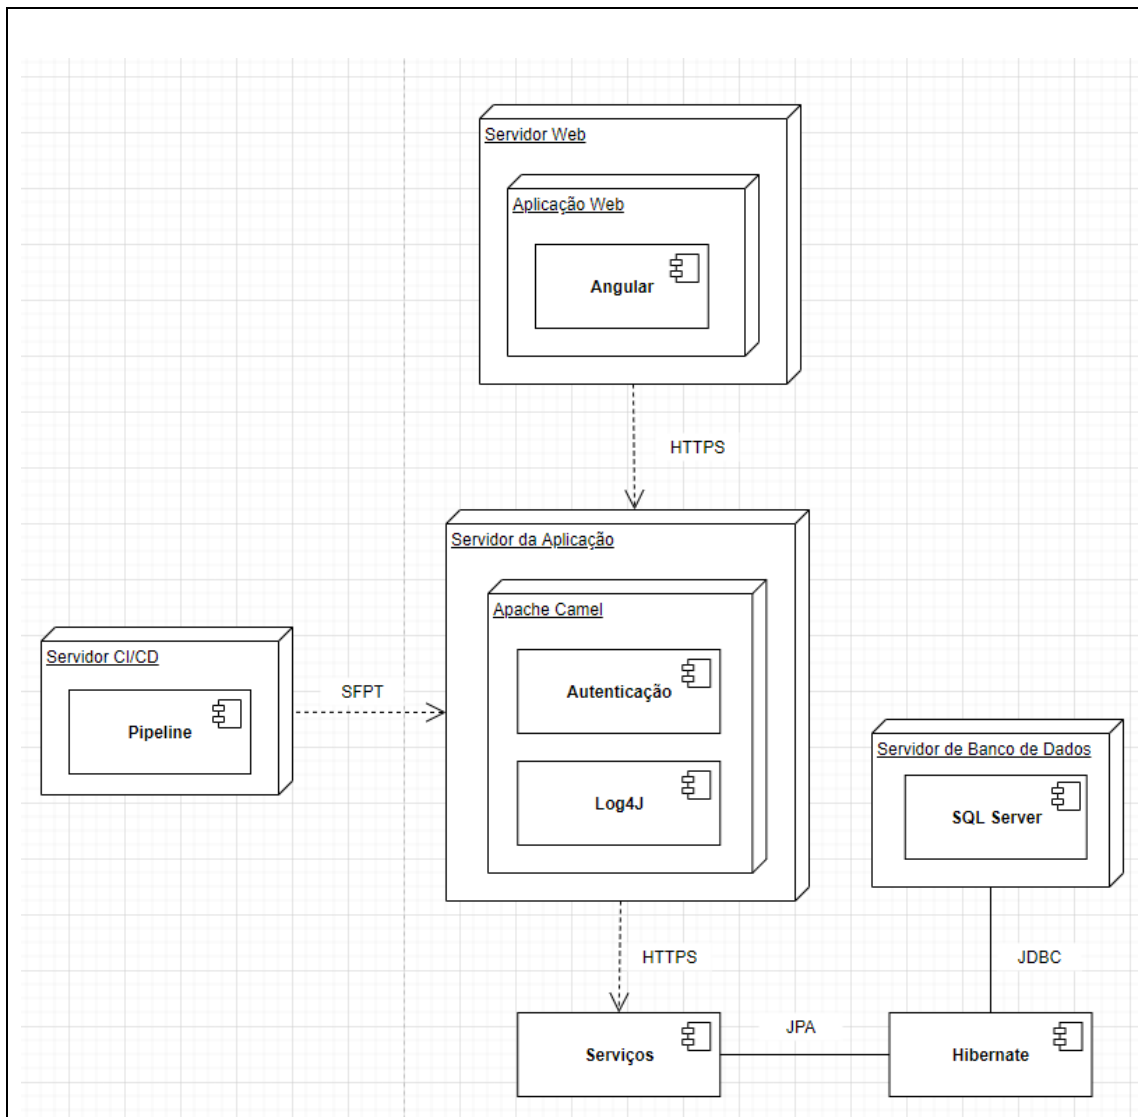 Servidor Web
Aplicação Web
Angular
HTTPS
Servidor da Aplicação
Apache Camel
Autenticação
Log4J
Servidor CI/CD
Pipeline
SFPT
Servidor de Banco de Dados
SQL Server
HTTPS
JDBC
Serviços
JPA
Hibernate